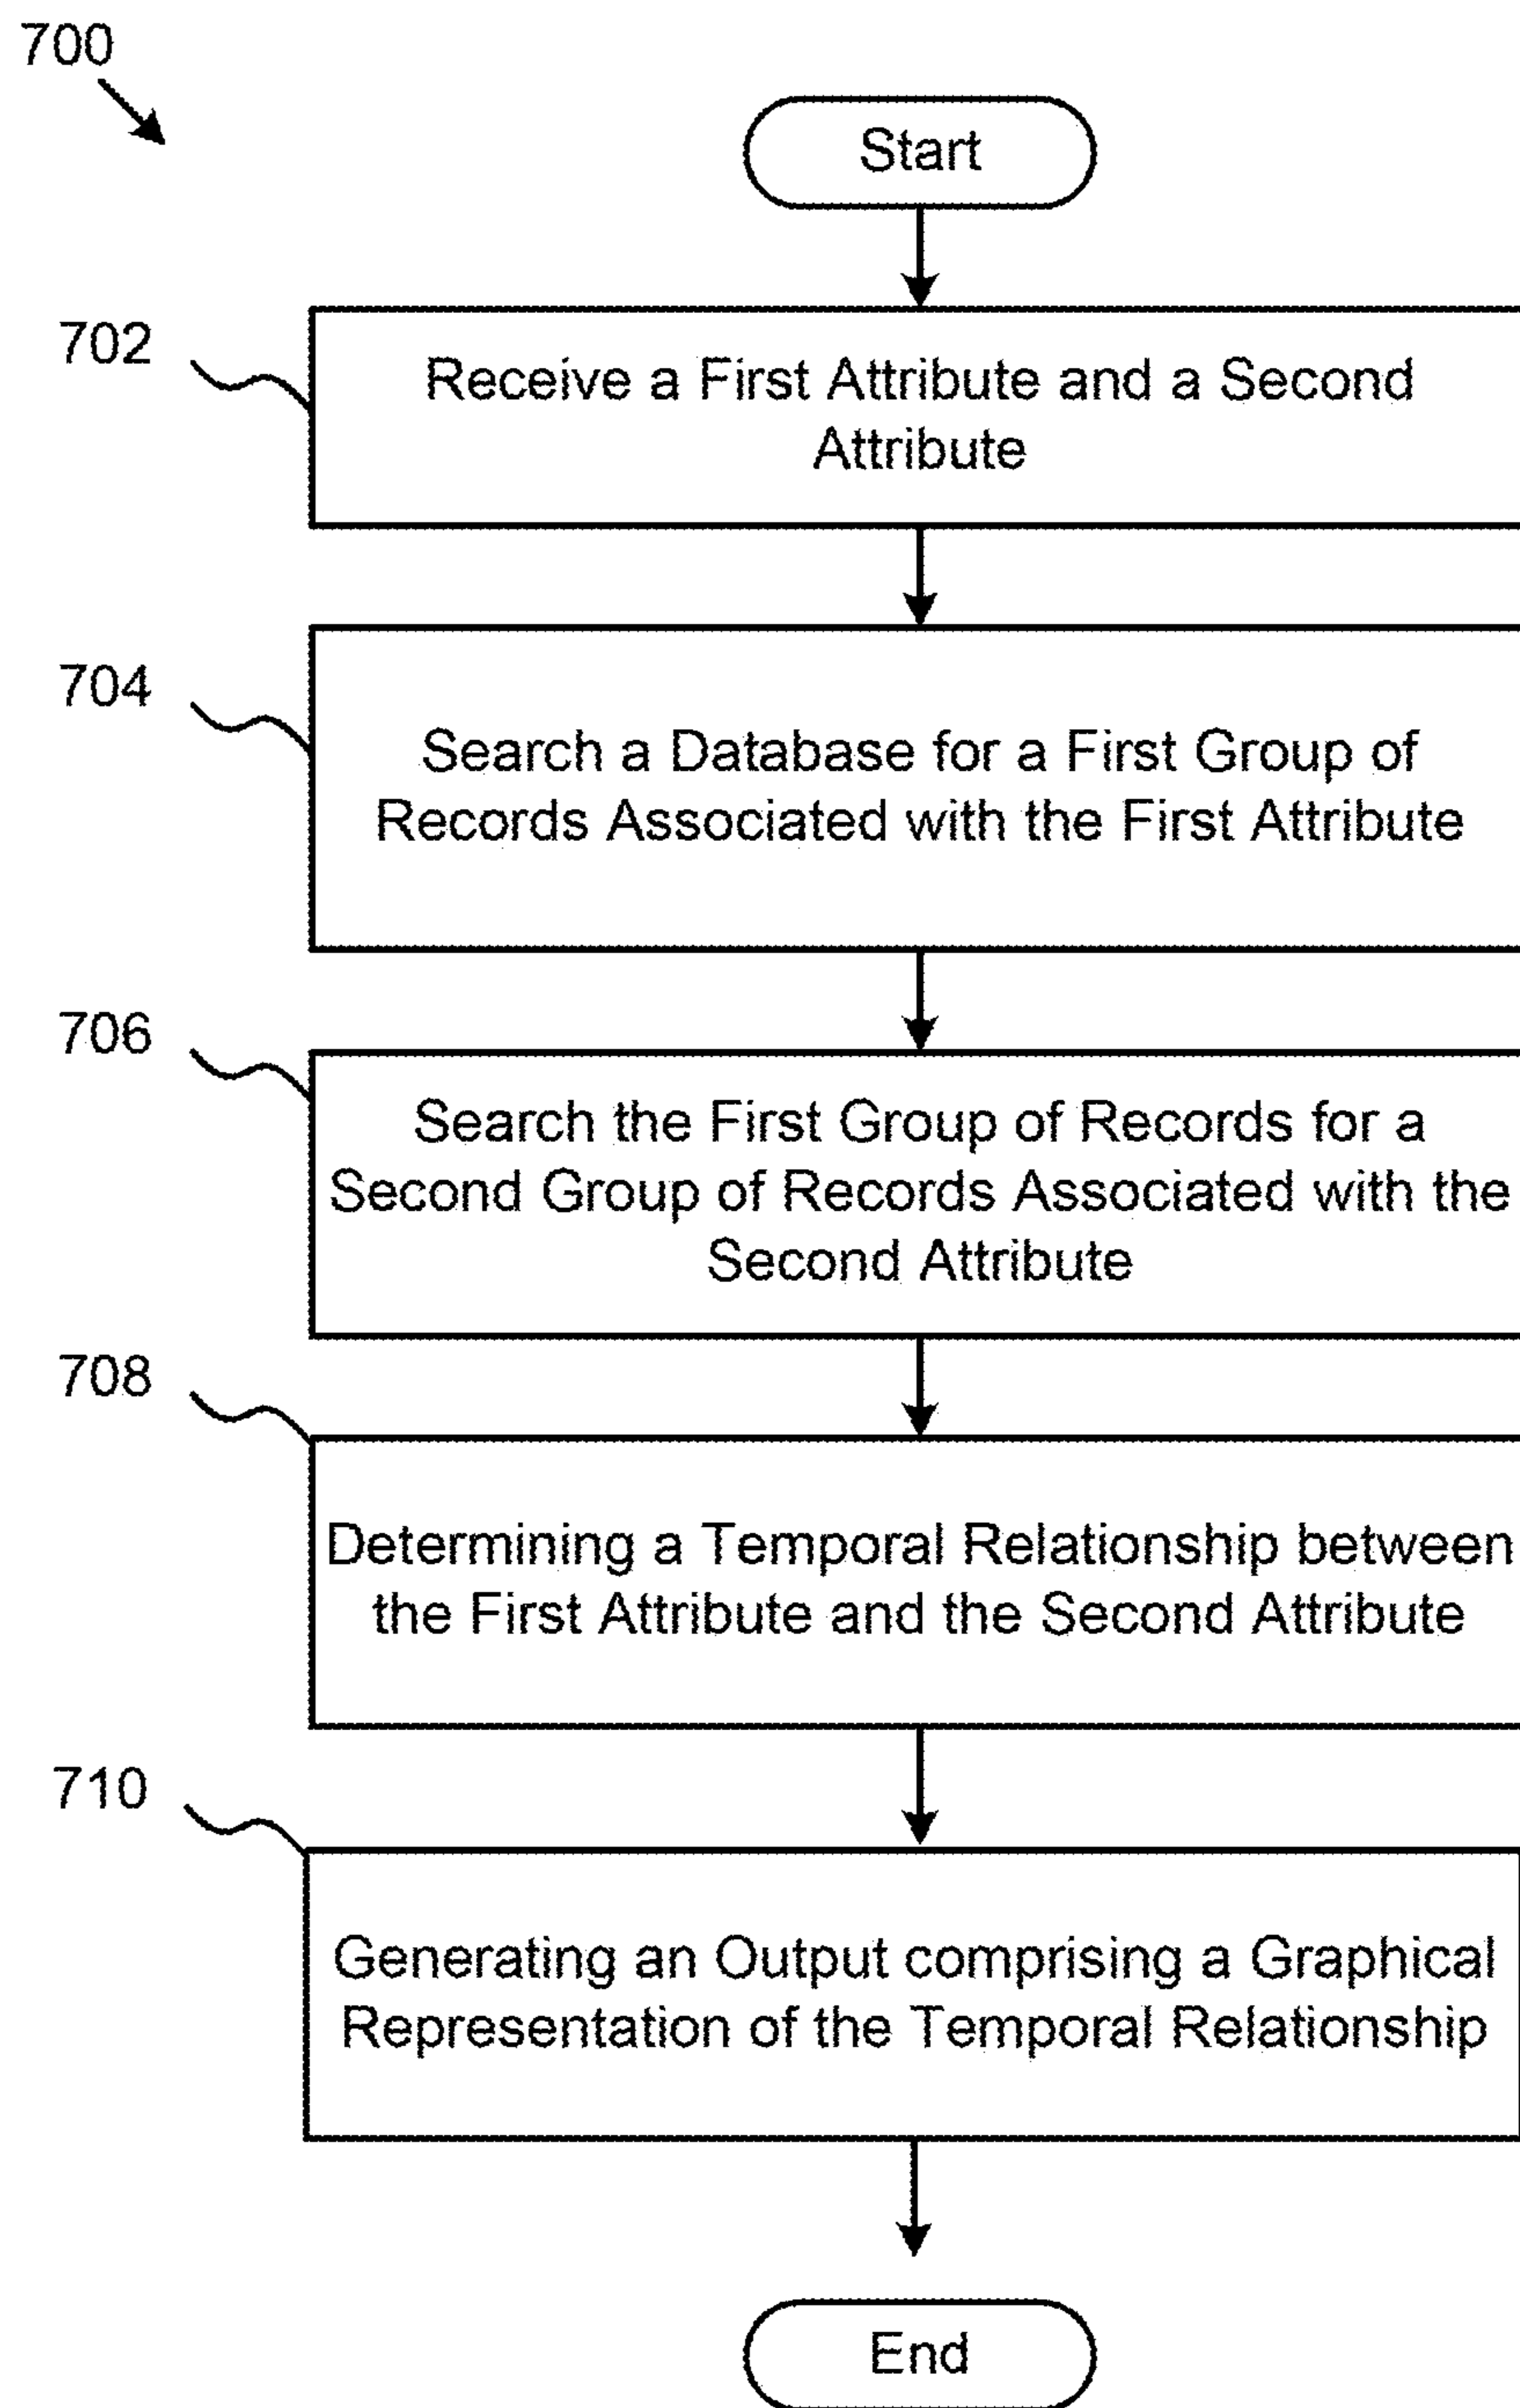 700
Start
702
Receive a First Attribute and a Second
Attribute
704
Search a Database for a First Group of
Records Associated with the First Attribute
706
Search the First Group of Records for a
Second Group of Records Associated with the
Second Attribute
708
Determining a Temporal Relationship between
the First Attribute and the Second Attribute
710
Generating an Output comprising a Graphical
Representation of the Temporal Relationship
End